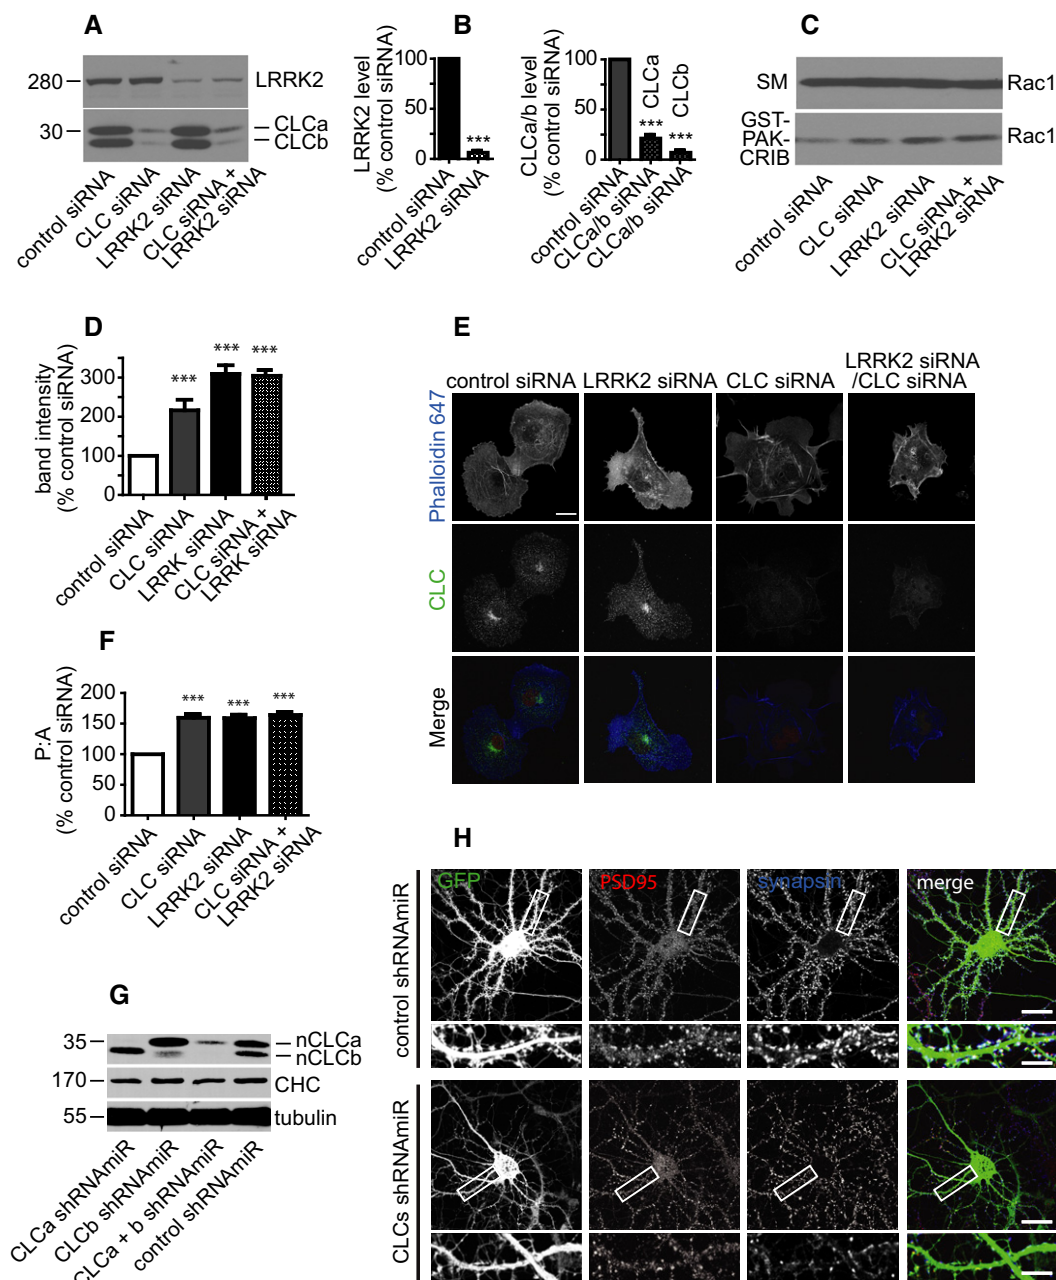 A
280
LRRK2
30
CLCa
CLCb
control siRNA
CLC siRNA
LRRK2 siRNA
CLC siRNA +
LRRK2 siRNA
B
LRRK2 level
(% control siRNA)
100
50
0
***
control siRNA
LRRK2 siRNA
CLCa/b level
(% control siRNA)
100
50
0
CLCa
CLCb
***
***
control siRNA
CLCa/b siRNA
CLCa/b siRNA
C
SM
Rac1
GST-
PAK-
CRIB
Rac1
control siRNA
CLC siRNA
LRRK2 siRNA
CLC siRNA +
LRRK2 siRNA
D
band intensity
(% control siRNA)
300
200
100
0
***
***
***
control siRNA
CLC siRNA
LRRK siRNA
CLC siRNA +
LRRK siRNA
E
control siRNA
LRRK2 siRNA
CLC siRNA
LRRK2 siRNA
/CLC siRNA
Phalloidin 647
CLC
Merge
F
P:A
(% control siRNA)
200
150
100
50
0
***
***
***
control siRNA
CLC siRNA
LRRK2 siRNA
CLC siRNA +
LRRK2 siRNA
G
35
nCLCa
nCLCb
170
CHC
55
tubulin
CLCa shRNAmiR
CLCb shRNAmiR
CLCa + b shRNAmiR
control shRNAmiR
H
GFP
PSD95
synapsin
merge
control shRNAmiR
CLCs shRNAmiR